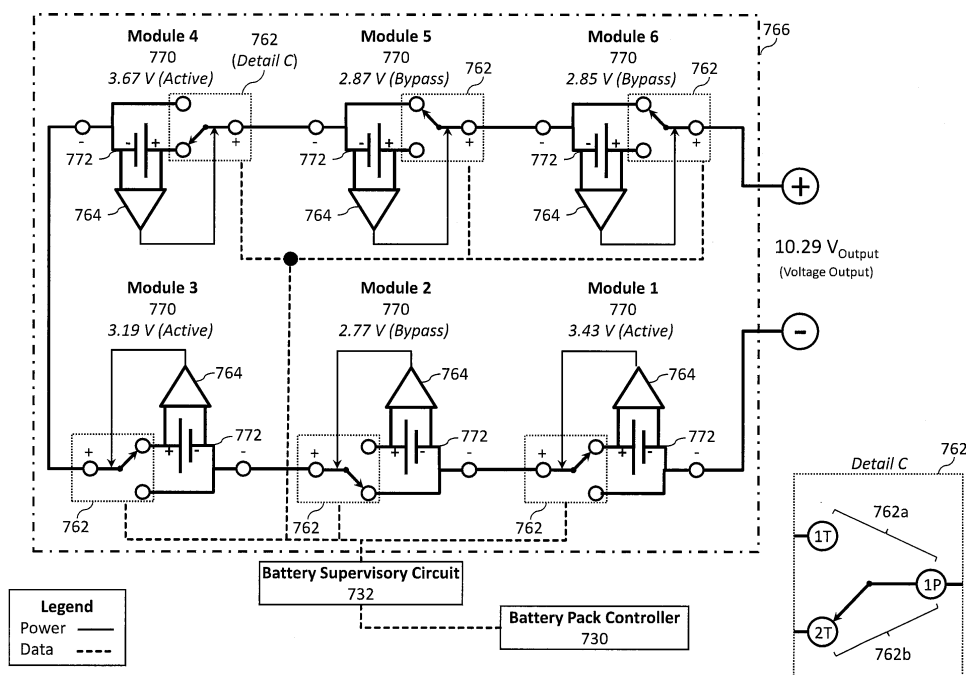 Module 4
770
3.67 V (Active)
762
(Detail C)
Module 5
770
2.87 V (Bypass)
762
Module 6
770
2.85 V (Bypass)
762
766
-
-
+
772
+
764
-
-
+
772
+
764
-
-
+
772
+
764
+
10.29 VOutput
(Voltage Output)
-
Module 3
770
3.19 V (Active)
Module 2
770
2.77 V (Bypass)
Module 1
770
3.43 V (Active)
764
764
764
+
+
-
772
-
+
+
-
772
-
+
+
-
772
-
762
762
762
Battery Supervisory Circuit
732
Battery Pack Controller
730
Legend
Power
Data
Detail C
762
762a
1T
1P
2T
762b